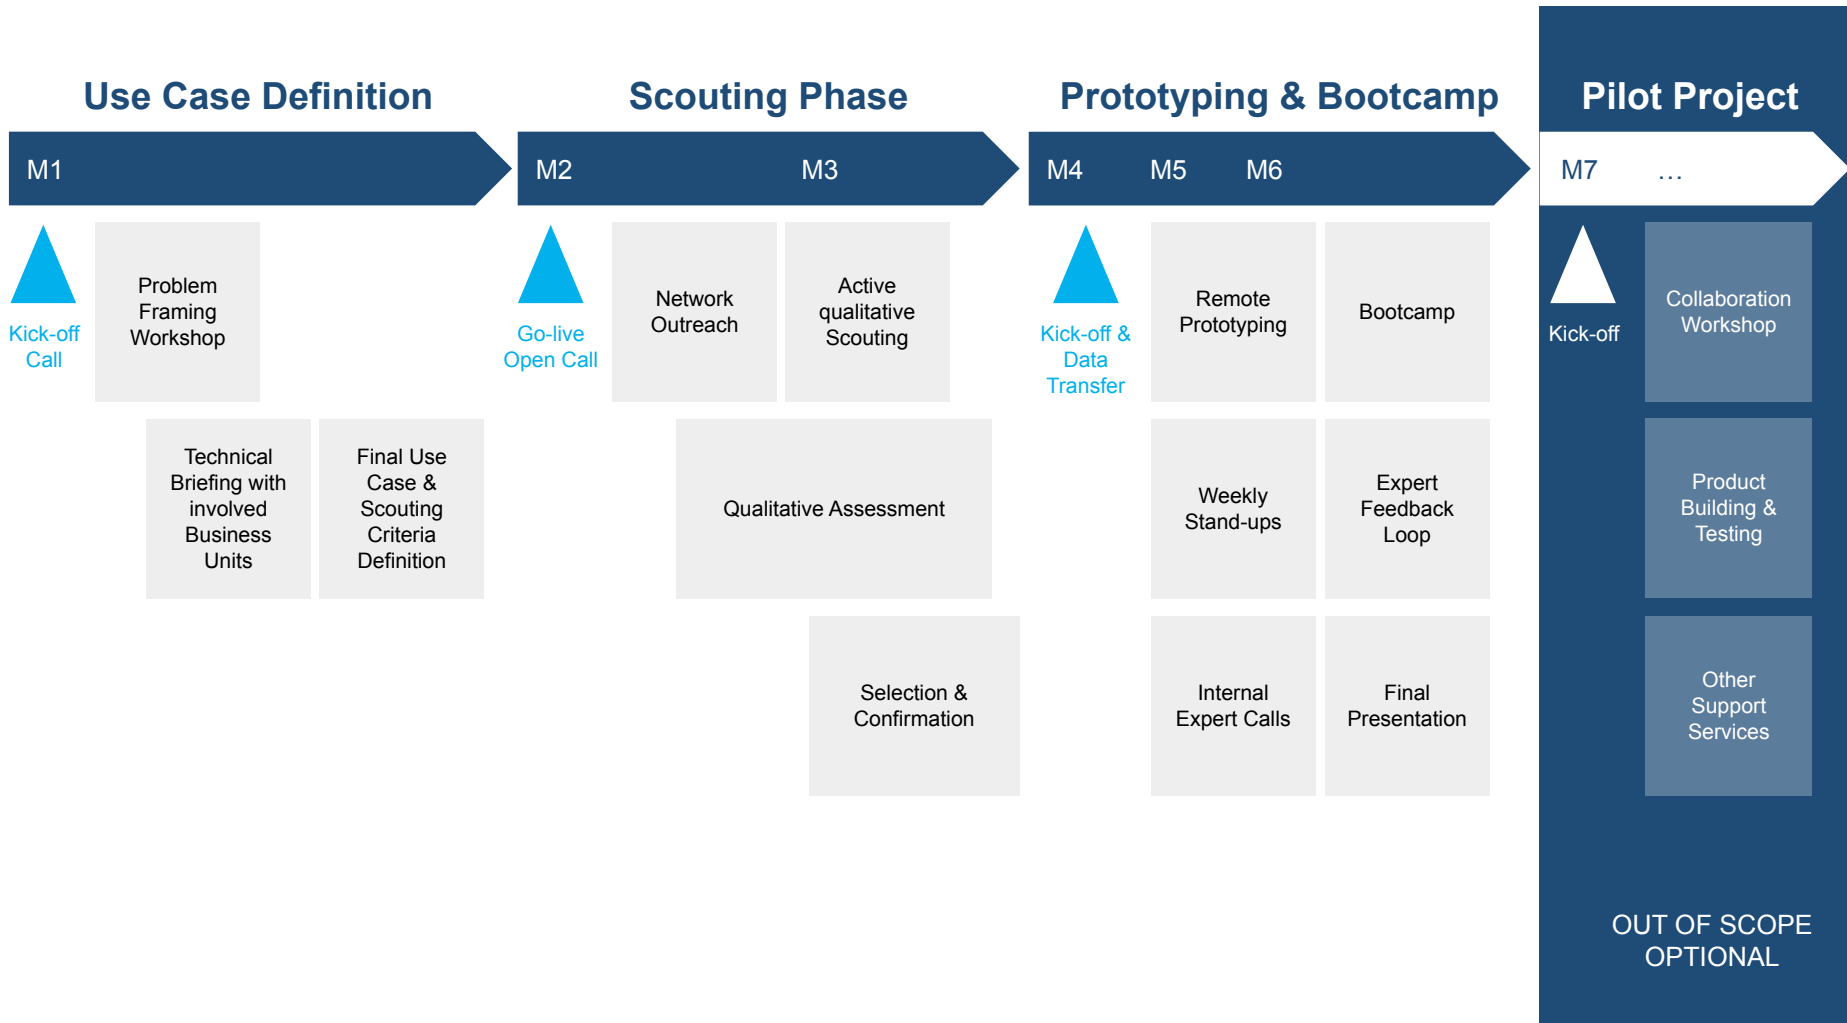 Use Case Definition
Scouting Phase
Prototyping & Bootcamp
Pilot Project
M1
M2
M3
M4
M5
M6
M7
...
Kick-off
Call
Problem
Framing
Workshop
Technical
Briefing with
involved
Business
Units
Final Use
Case &
Scouting
Criteria
Definition
Go-live
Open Call
Network
Outreach
Active
qualitative
Scouting
Qualitative Assessment
Selection &
Confirmation
Kick-off &
Data
Transfer
Remote
Prototyping
Bootcamp
Weekly
Stand-ups
Expert
Feedback
Loop
Internal
Expert Calls
Final
Presentation
Kick-off
Collaboration
Workshop
Product
Building &
Testing
Other
Support
Services
OUT OF SCOPE
OPTIONAL